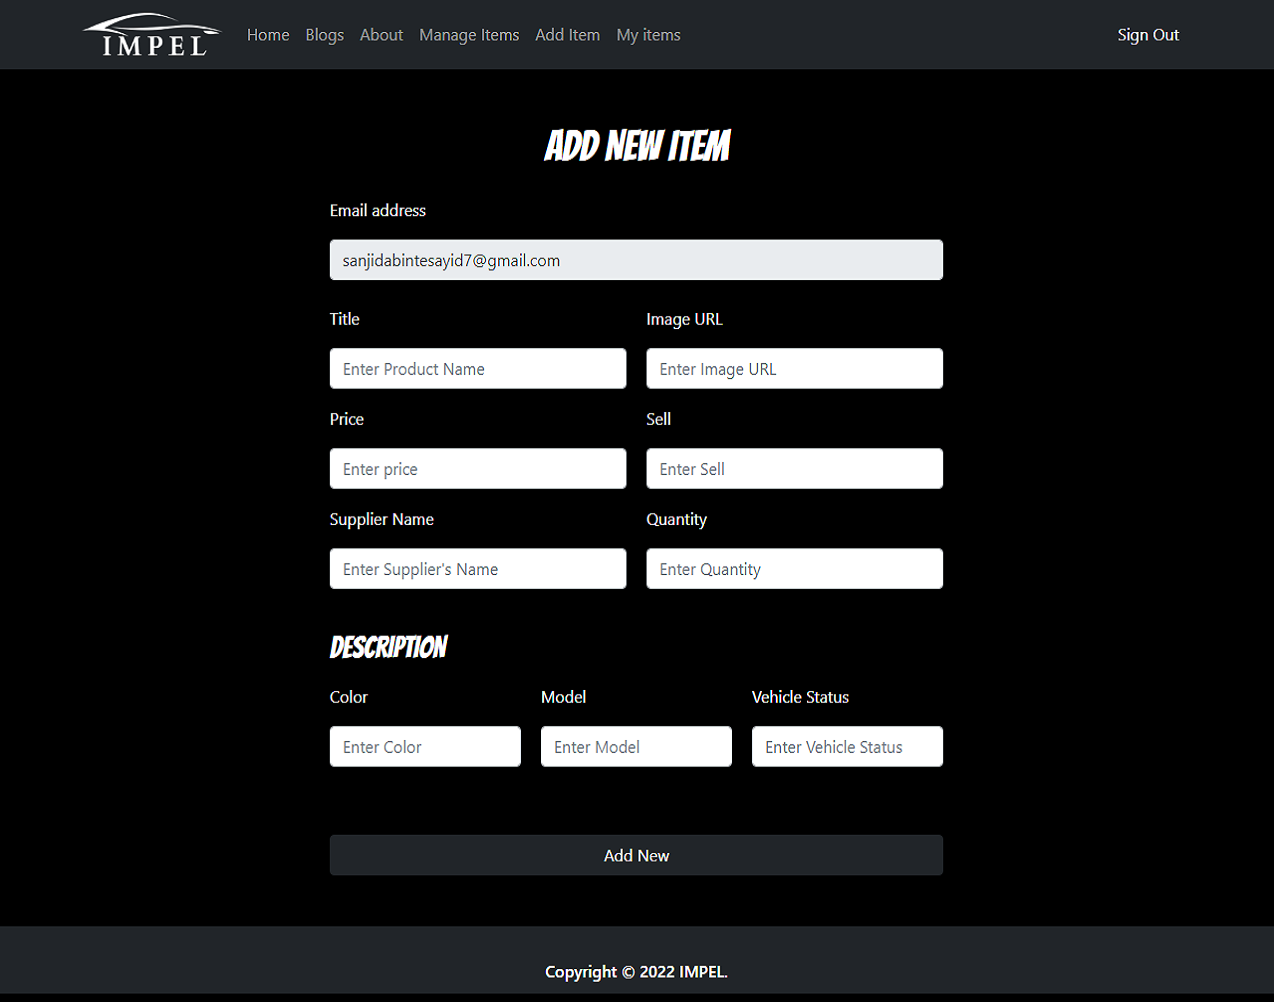 IMPEL Home Blogs About Manage Items Add Item My items Sign Out
ADD NEW ITEM
Email address
sanjidabintesayid7@gmail.com
Title Image URL
Enter Product Name Enter Image URL
Price Sell
Enter price Enter Sell
Supplier Name Quantity
Enter Supplier's Name Enter Quantity
DESCRIPTION
Color Model Vehicle Status
Enter Color Enter Model Enter Vehicle Status
Add New
Copyright © 2022 IMPEL.